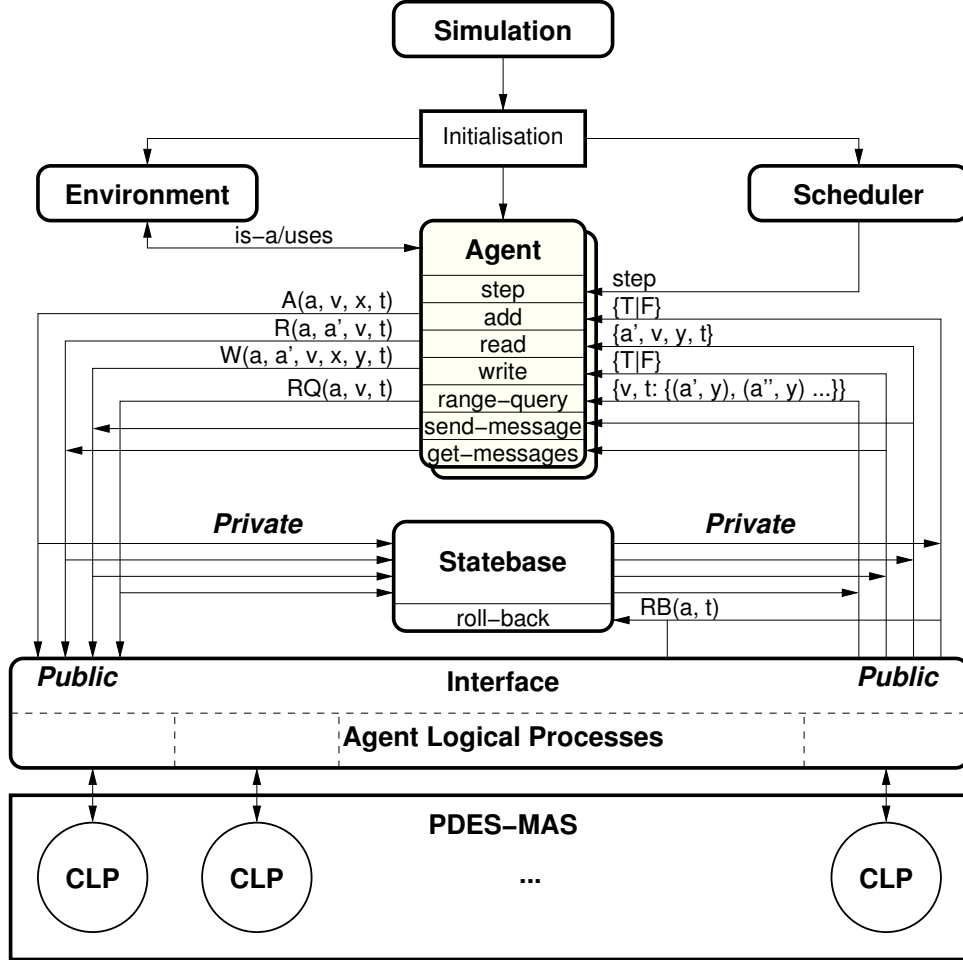 Simulation
Initialisation
Environment
Scheduler
is-a/uses
Agent
step
step
A(a, v, x, t)
add
{T|F}
R(a, a', v, t)
read
{a', v, y, t}
W(a, a', v, x, y, t)
write
{T|F}
RQ(a, v, t)
range-query
{v, t: {(a', y), (a'', y) ...}}
send-message
get-messages
Private
Private
Statebase
roll-back
RB(a, t)
Public
Interface
Public
Agent Logical Processes
PDES-MAS
CLP
CLP
...
CLP